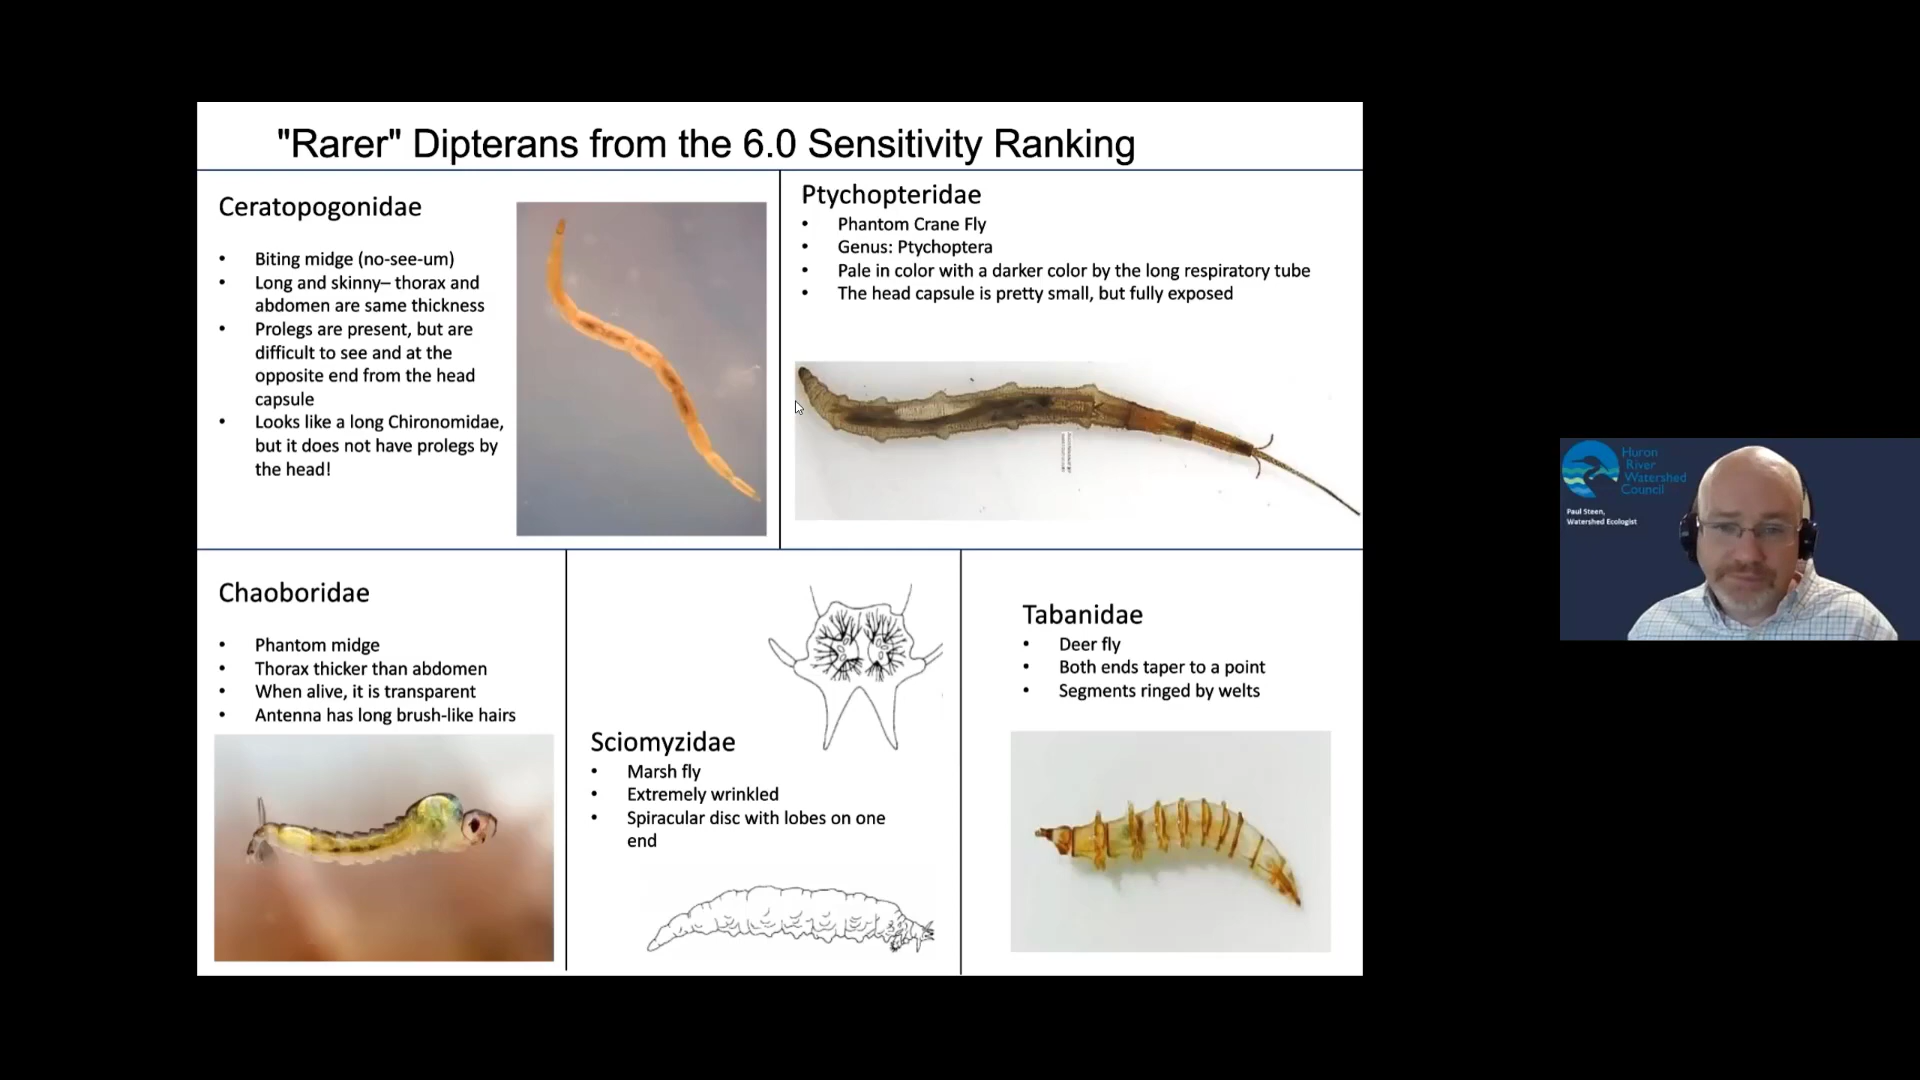 "Rarer" Dipterans from the 6.0 Sensitivity Ranking
Ceratopogonidae
• Biting midge (no-see-um)
• Long and skinny– thorax and
abdomen are same thickness
• Prolegs are present, but are
difficult to see and at the
opposite end from the head
capsule
• Looks like a long Chironomidae,
but it does not have prolegs by
the head!
Ptychopteridae
• Phantom Crane Fly
• Genus: Ptychoptera
• Pale in color with a darker color by the long respiratory tube
• The head capsule is pretty small, but fully exposed
Chaoboridae
• Phantom midge
• Thorax thicker than abdomen
• When alive, it is transparent
• Antenna has long brush-like hairs
Sciomyzidae
• Marsh fly
• Extremely wrinkled
• Spiracular disc with lobes on one
end
Tabanidae
• Deer fly
• Both ends taper to a point
• Segments ringed by welts
Huron
River
Watershed
Council
Paul Steen,
Watershed Ecologist